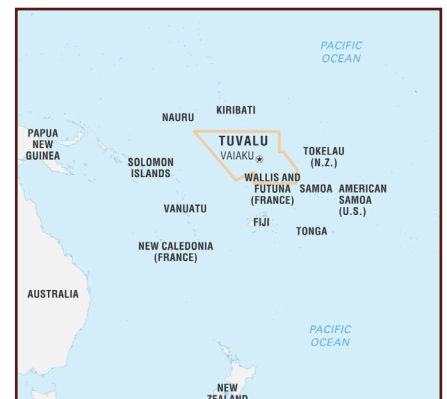 PACIFIC
OCEAN
KIRIBATI
NAURU
PAPUA
NEW
GUINEA
TUVALU
VAIAKU
TOKELAU
(N.Z.)
SOLOMON
ISLANDS
WALLIS AND
FUTUNA
(FRANCE)
SAMOA
AMERICAN
SAMOA
(U.S.)
VANUATU
FIJI
TONGA
NEW CALEDONIA
(FRANCE)
AUSTRALIA
PACIFIC
OCEAN
NEW
ZEALAND